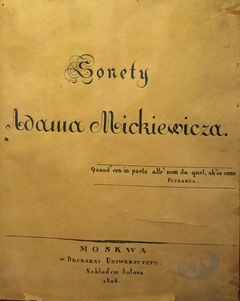 Sonety
Adama Mickiewicza.
Quand' era in parte altr' uom da quel, ch'io sono
PETRARCA.
MOSKWA
W DRUKARNI UNIWERSYTETU.
Nakładem Autora
1826.